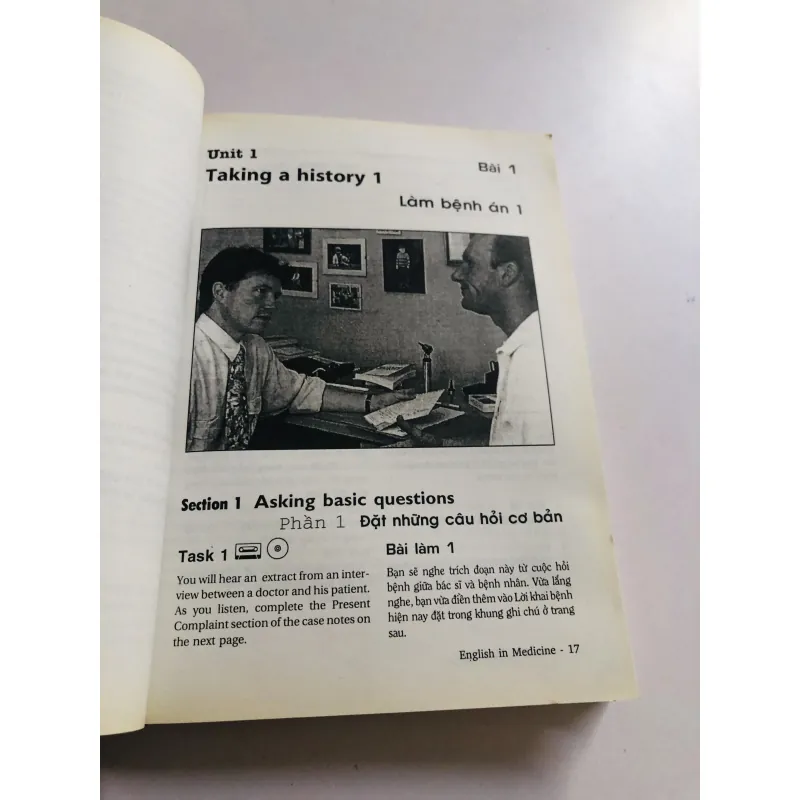 Unit 1
Bài 1
Taking a history 1
Làm bệnh án 1
Section 1 Asking basic questions
Phần 1 Đặt những câu hỏi cơ bản
Task 1
You will hear an extract from an inter-
view between a doctor and his patient.
As you listen, complete the Present
Complaint section of the case notes on
the next page.
Bài làm 1
Bạn sẽ nghe trích đoạn này từ cuộc hỏi
bệnh giữa bác sĩ và bệnh nhân. Vừa lắng
nghe, bạn vừa điền thêm vào Lời khai bệnh
hiện nay đặt trong khung ghi chú ở trang
sau.
English in Medicine - 17